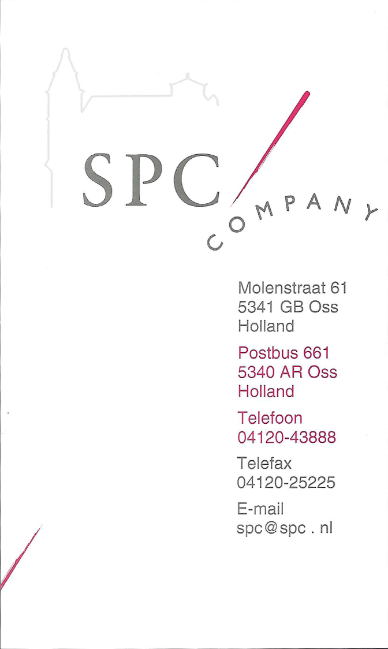 SPC
COMPANY
Molenstraat 61
5341 GB Oss
Holland
Postbus 661
5340 AR Oss
Holland
Telefoon
04120-43888
Telefax
04120-25225
E-mail
spc@spc . nl